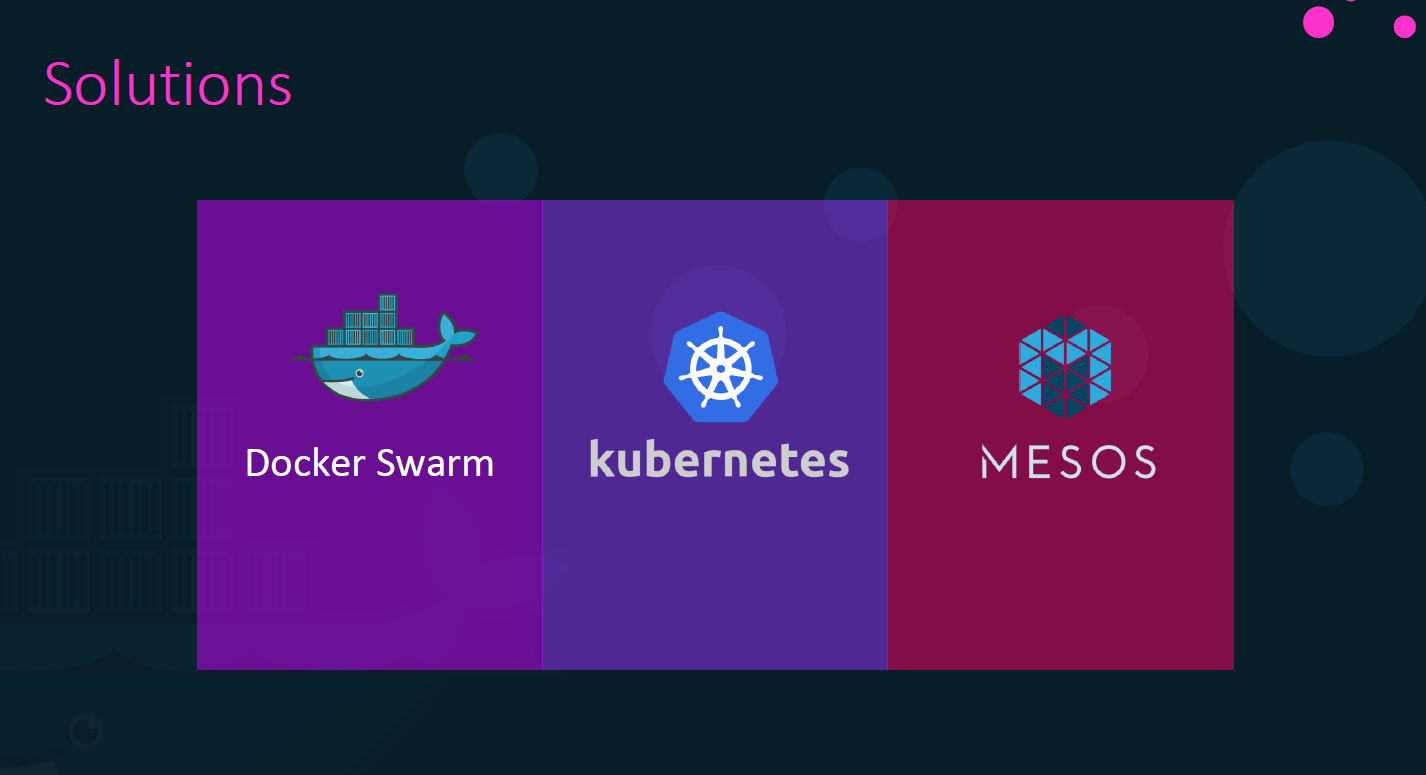 Solutions
Docker Swarm
kubernetes
MESOS